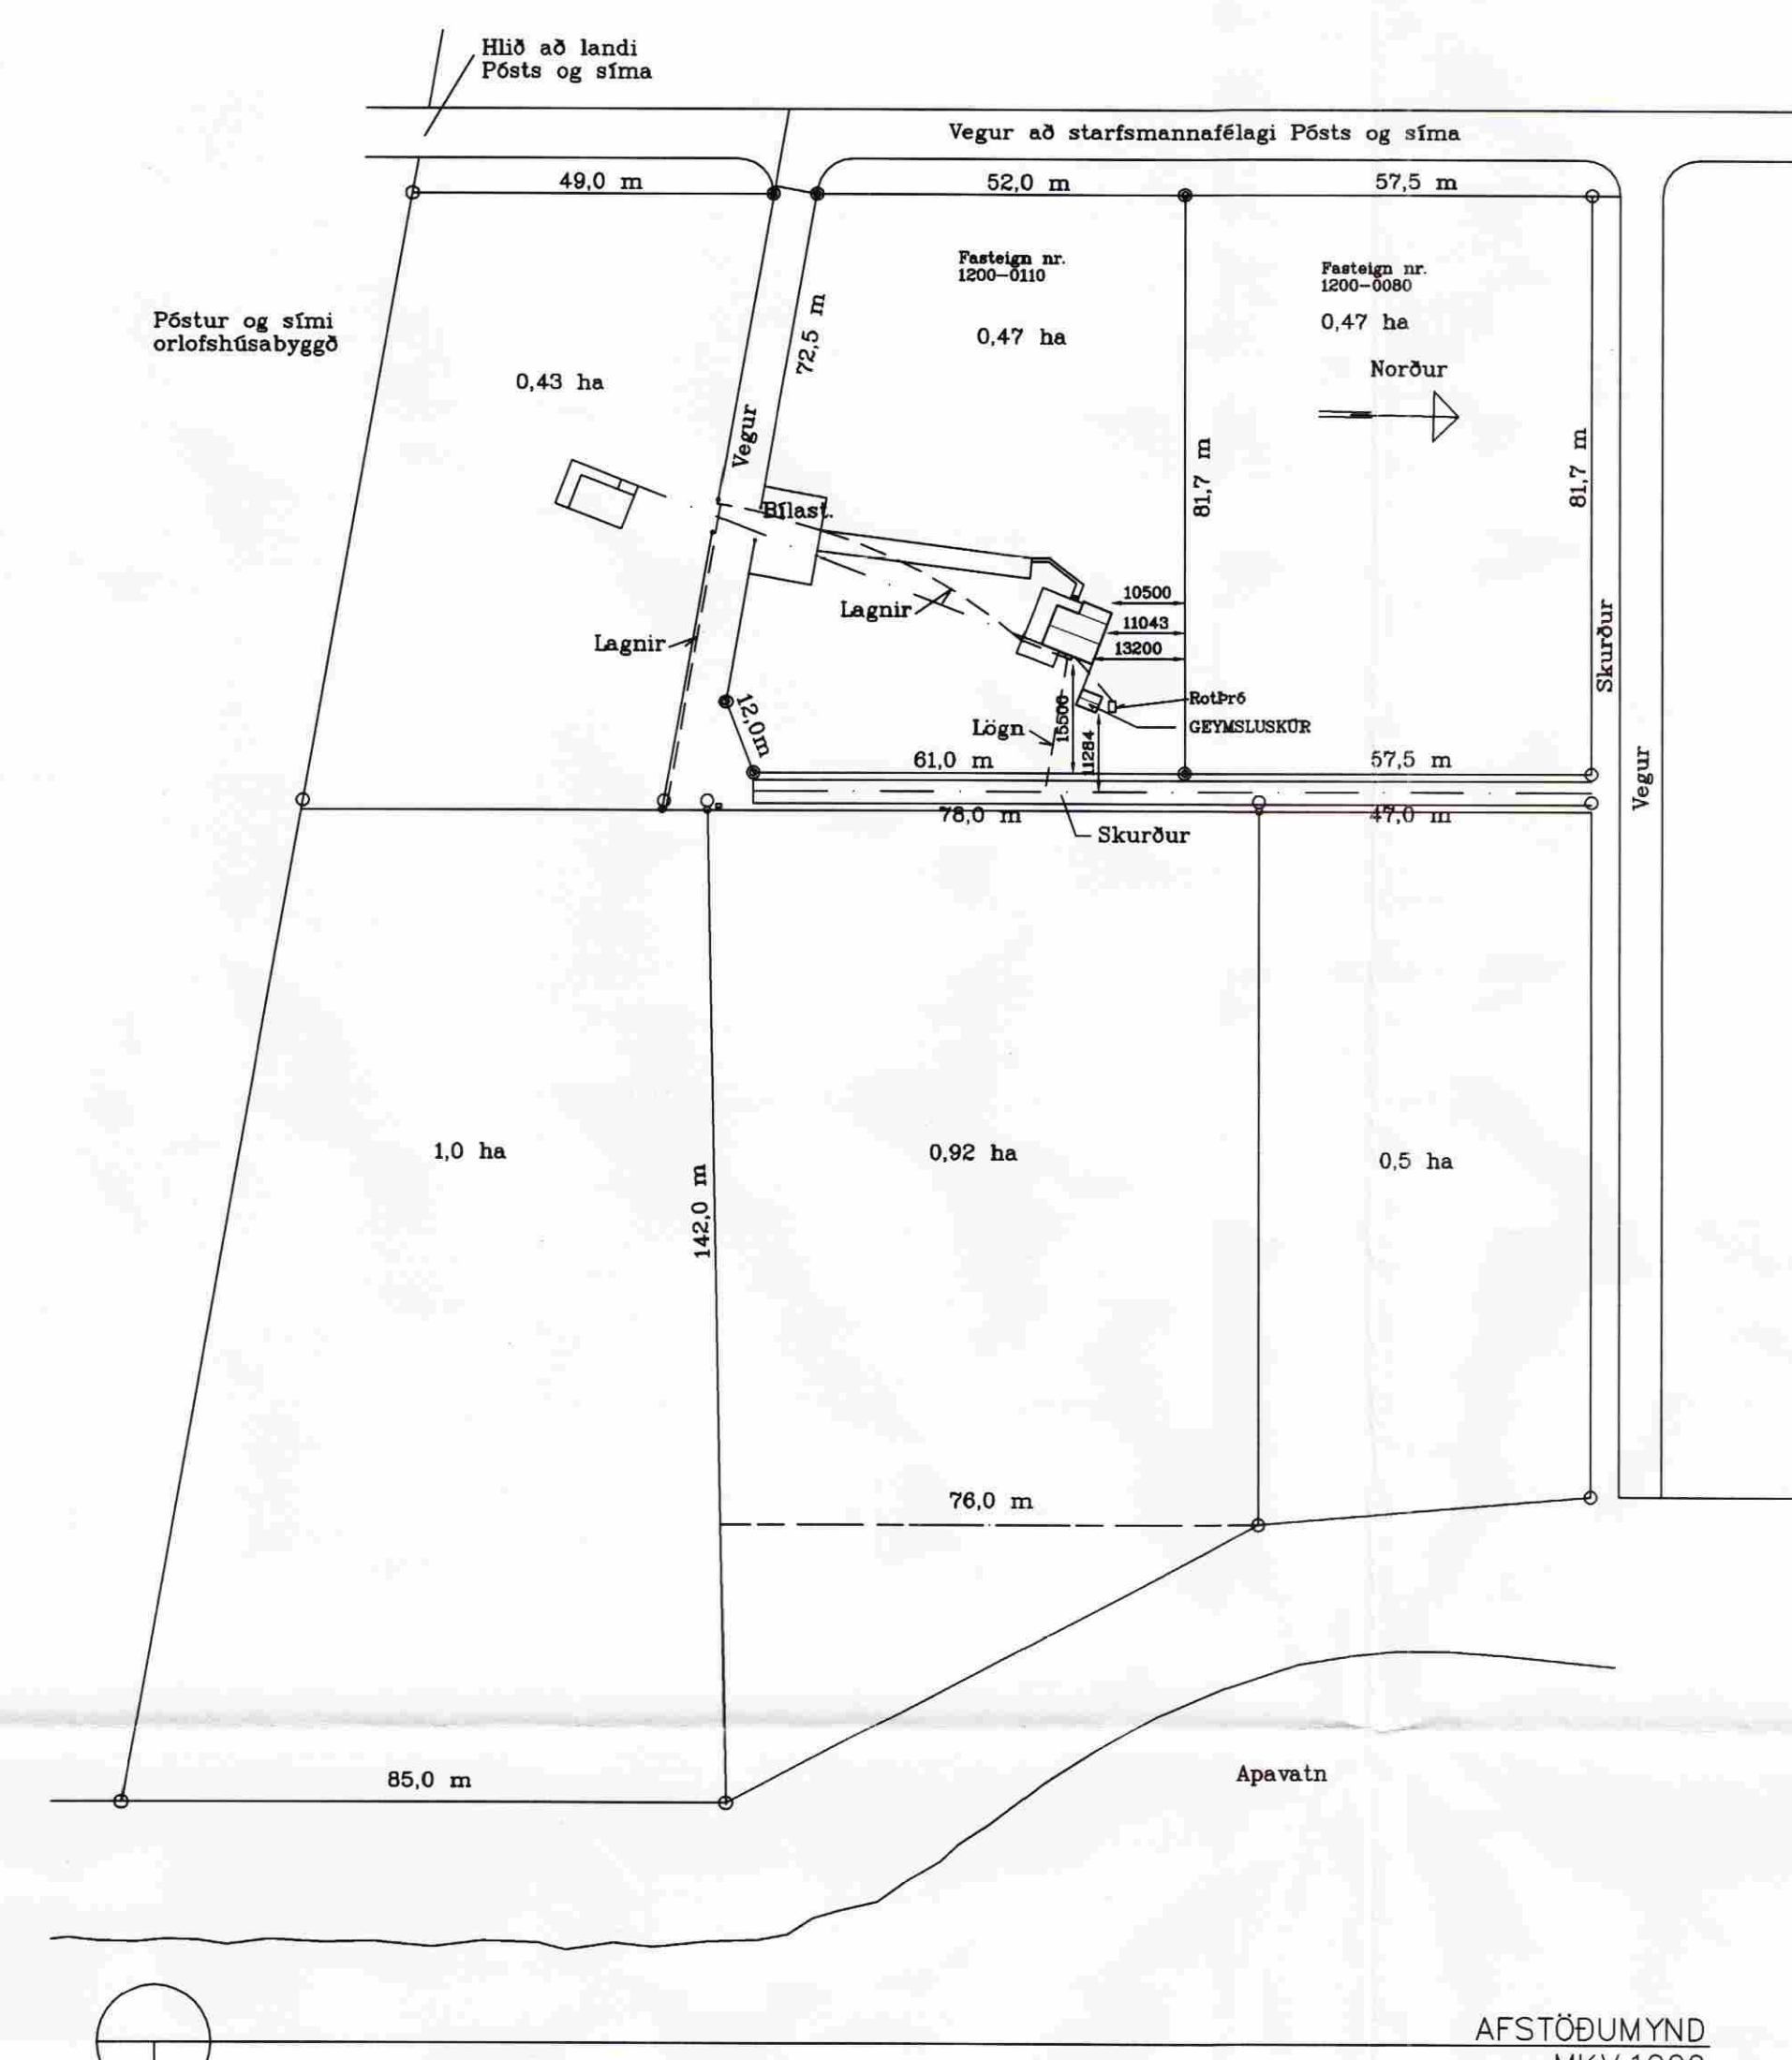 Hlið að landi
Pósts og síma
Vegur að starfsmannafélagi Pósts og síma
49,0 m
52,0 m
57,5 m
Fasteign nr.
1200-0110
0,47 ha
Fasteign nr.
1200-0080
0,47 ha
Norður
Póstur og sími
orlofshúsabyggð
0,43 ha
72,5 m
Vegur
81,7 m
81,7 m
Bílast.
Lagnir
Lagnir
10500
11043
13200
Skurður
Rotþró
GEYMSLUSKÚR
12,0m
Lögn
15500
11284
61,0 m
57,5 m
Vegur
78,0 m
47,0 m
Skurður
1,0 ha
0,92 ha
0,5 ha
142,0 m
76,0 m
85,0 m
Apavatn
AFSTÖÐUMYND